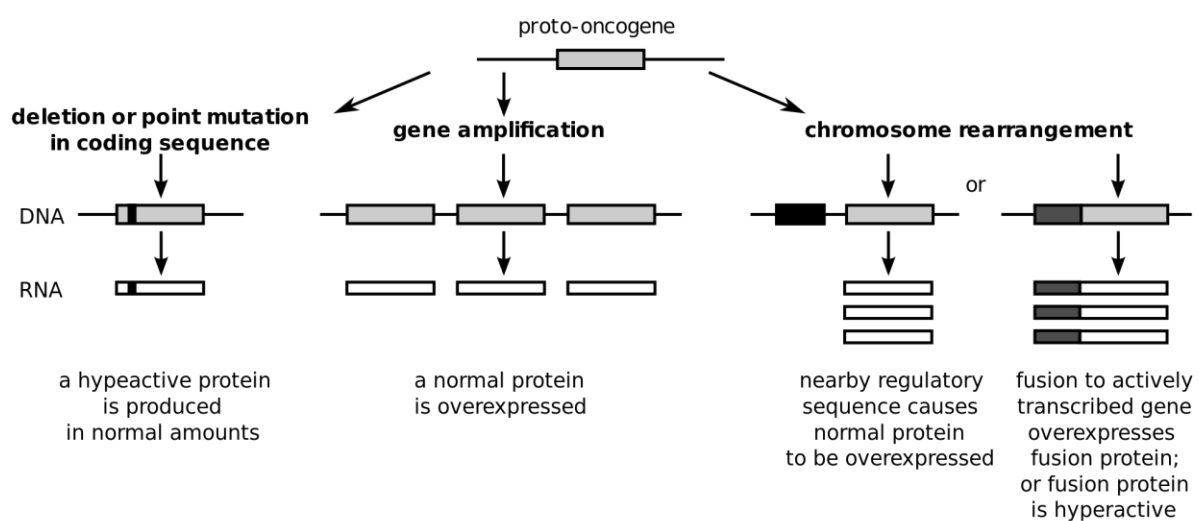 proto-oncogene
deletion or point mutation
in coding sequence
gene amplification
chromosome rearrangement
or
DNA
RNA
a hypeactive protein
is produced
in normal amounts
a normal protein
is overexpressed
nearby regulatory
sequence causes
normal protein
to be overexpressed
fusion to actively
transcribed gene
overexpresses
fusion protein;
or fusion protein
is hyperactive